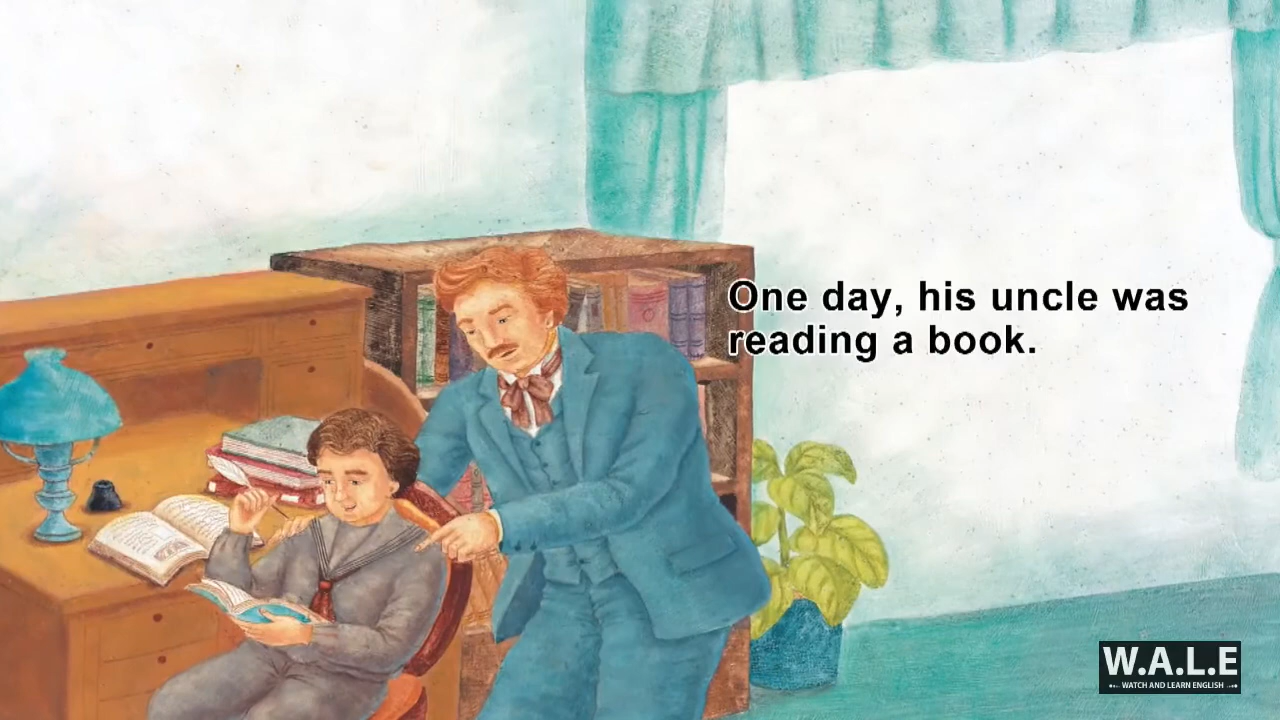 One day, his uncle was
reading a book.
W.A.L.E
WATCH AND LEARN ENGLISH